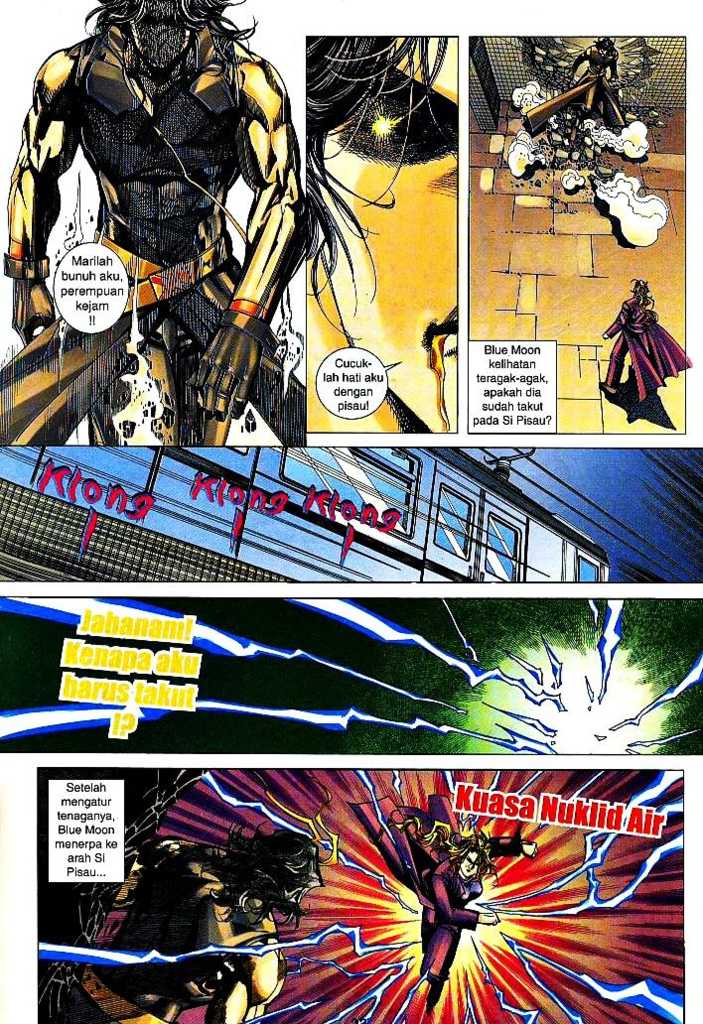 Marilah
bunuh aku,
perempuan
kejam
!!
Cucuk-
lah hati aku
dengan
pisau!
Blue Moon
kelihatan
teragak-agak,
apakah dia
sudah takut
pada Si Pisau?
Klong
!
Klong
!
Klong
!
Jahanam!
Kenapa aku
harus takut
!?
Setelah
mengatur
tenaganya,
Blue Moon
menerpa ke
arah Si
Pisau...
Kuasa Nuklid Air